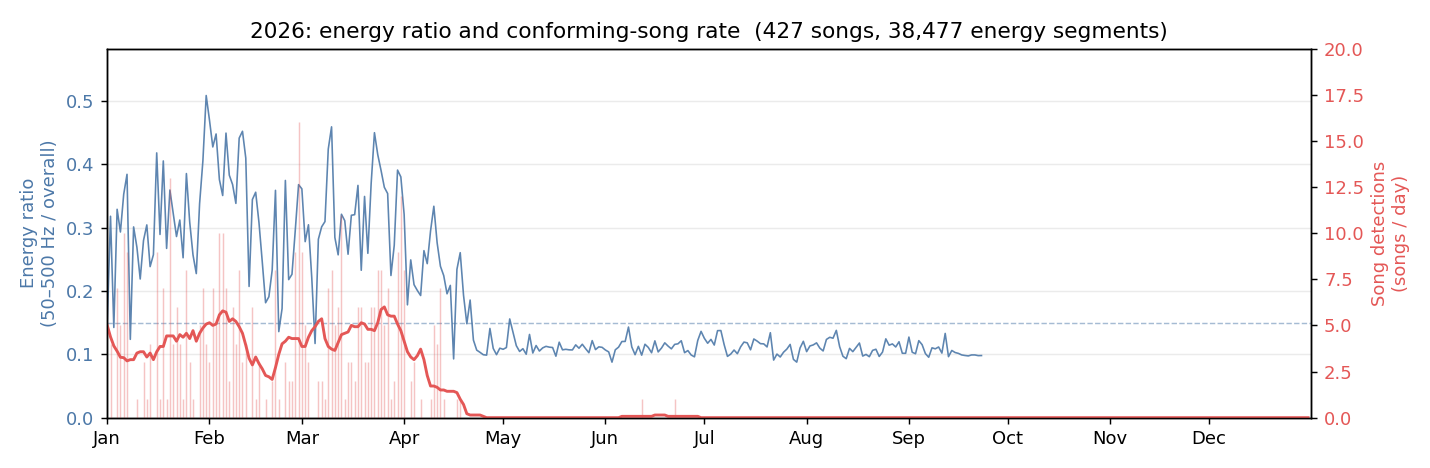 2026: energy ratio and conforming-song rate (427 songs, 38,477 energy segments)
Energy ratio
(50–500 Hz / overall)
0.5
0.4
0.3
0.2
0.1
0.0
20.0
17.5
15.0
12.5
10.0
7.5
5.0
2.5
0.0
Song detections
(songs / day)
Jan Feb Mar Apr May Jun Jul Aug Sep Oct Nov Dec